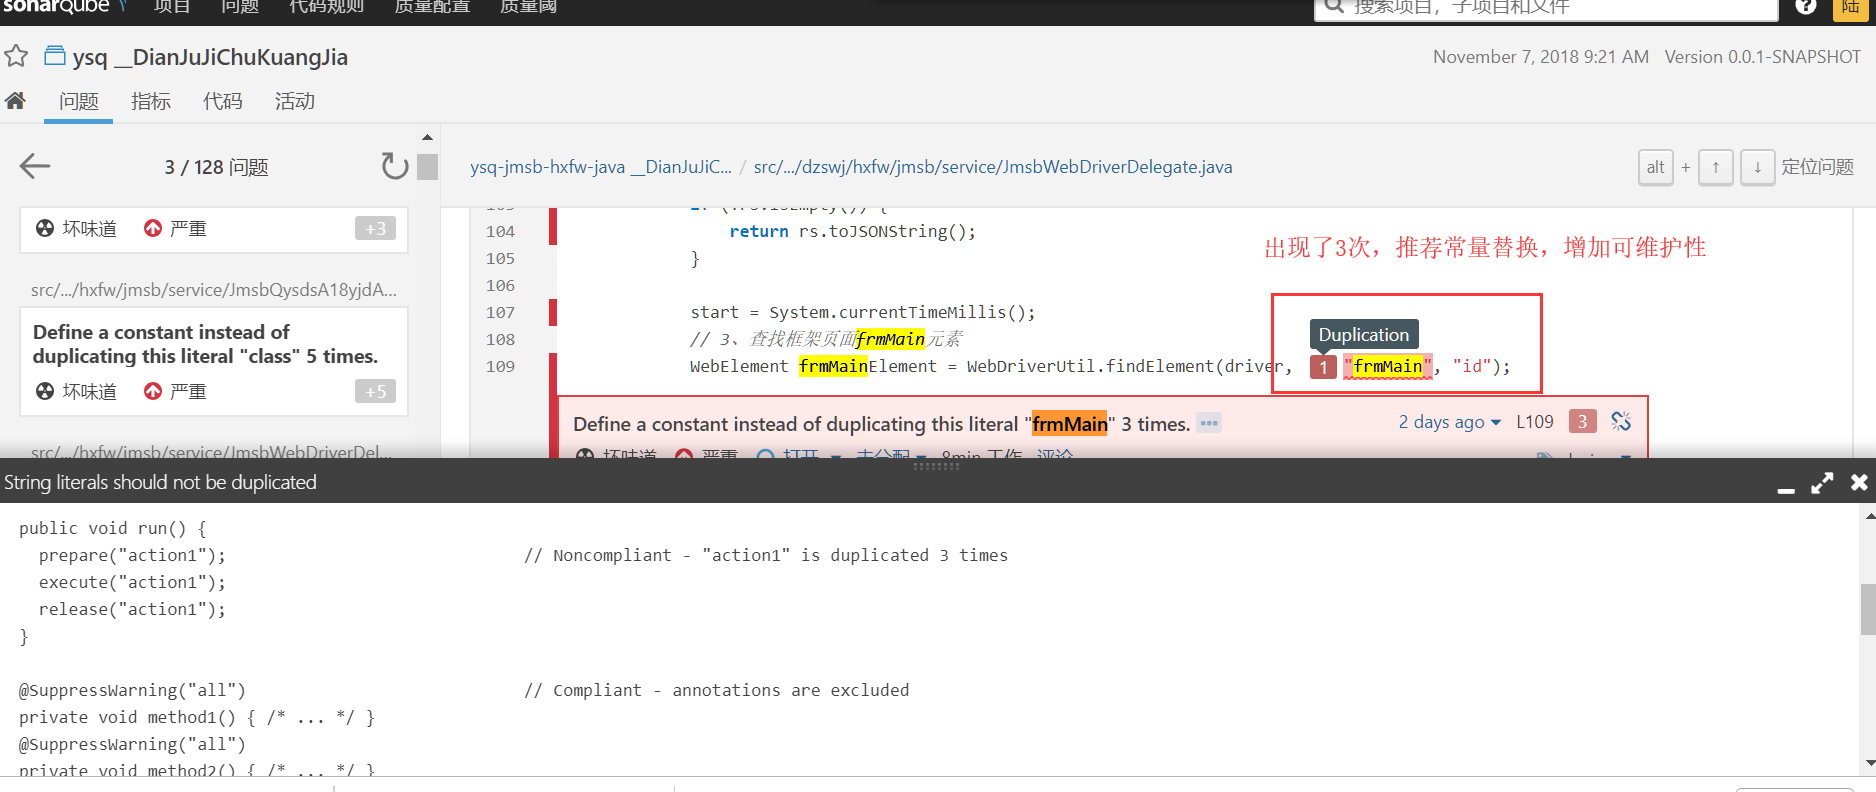 sonarqube 项目 问题 代码规则 质量配置 质量阈 搜索项目，子项目和文件 陆
ysq __DianJuJiChuKuangJia November 7, 2018 9:21 AM Version 0.0.1-SNAPSHOT
问题 指标 代码 活动
3 / 128 问题
ysq-jmsb-hxfw-java __DianJuJiC... / src/.../dzswj/hxfw/jmsb/service/JmsbWebDriverDelegate.java alt + ↑ ↓ 定位问题
坏味道 严重 +3
src/.../hxfw/jmsb/service/JmsbQysdsA18yjdA...
Define a constant instead of
duplicating this literal "class" 5 times.
坏味道 严重 +5
src/.../hxfw/jmsb/service/JmsbWebDriverDel...
104 return rs.toJSONString();
105 }
106
107 start = System.currentTimeMillis();
108 // 3、查找框架页面frmMain元素
109 WebElement frmMainElement = WebDriverUtil.findElement(driver, 1 "frmMain", "id");
出现了3次，推荐常量替换，增加可维护性
Duplication
Define a constant instead of duplicating this literal "frmMain" 3 times. ••• 2 days ago L109 3
坏味道 严重 打开 未分配 8min 工作 评论
String literals should not be duplicated
public void run() {
prepare("action1"); // Noncompliant - "action1" is duplicated 3 times
execute("action1");
release("action1");
}
@SuppressWarning("all") // Compliant - annotations are excluded
private void method1() { /* ... */ }
@SuppressWarning("all")
private void method2() { /* ... */ }